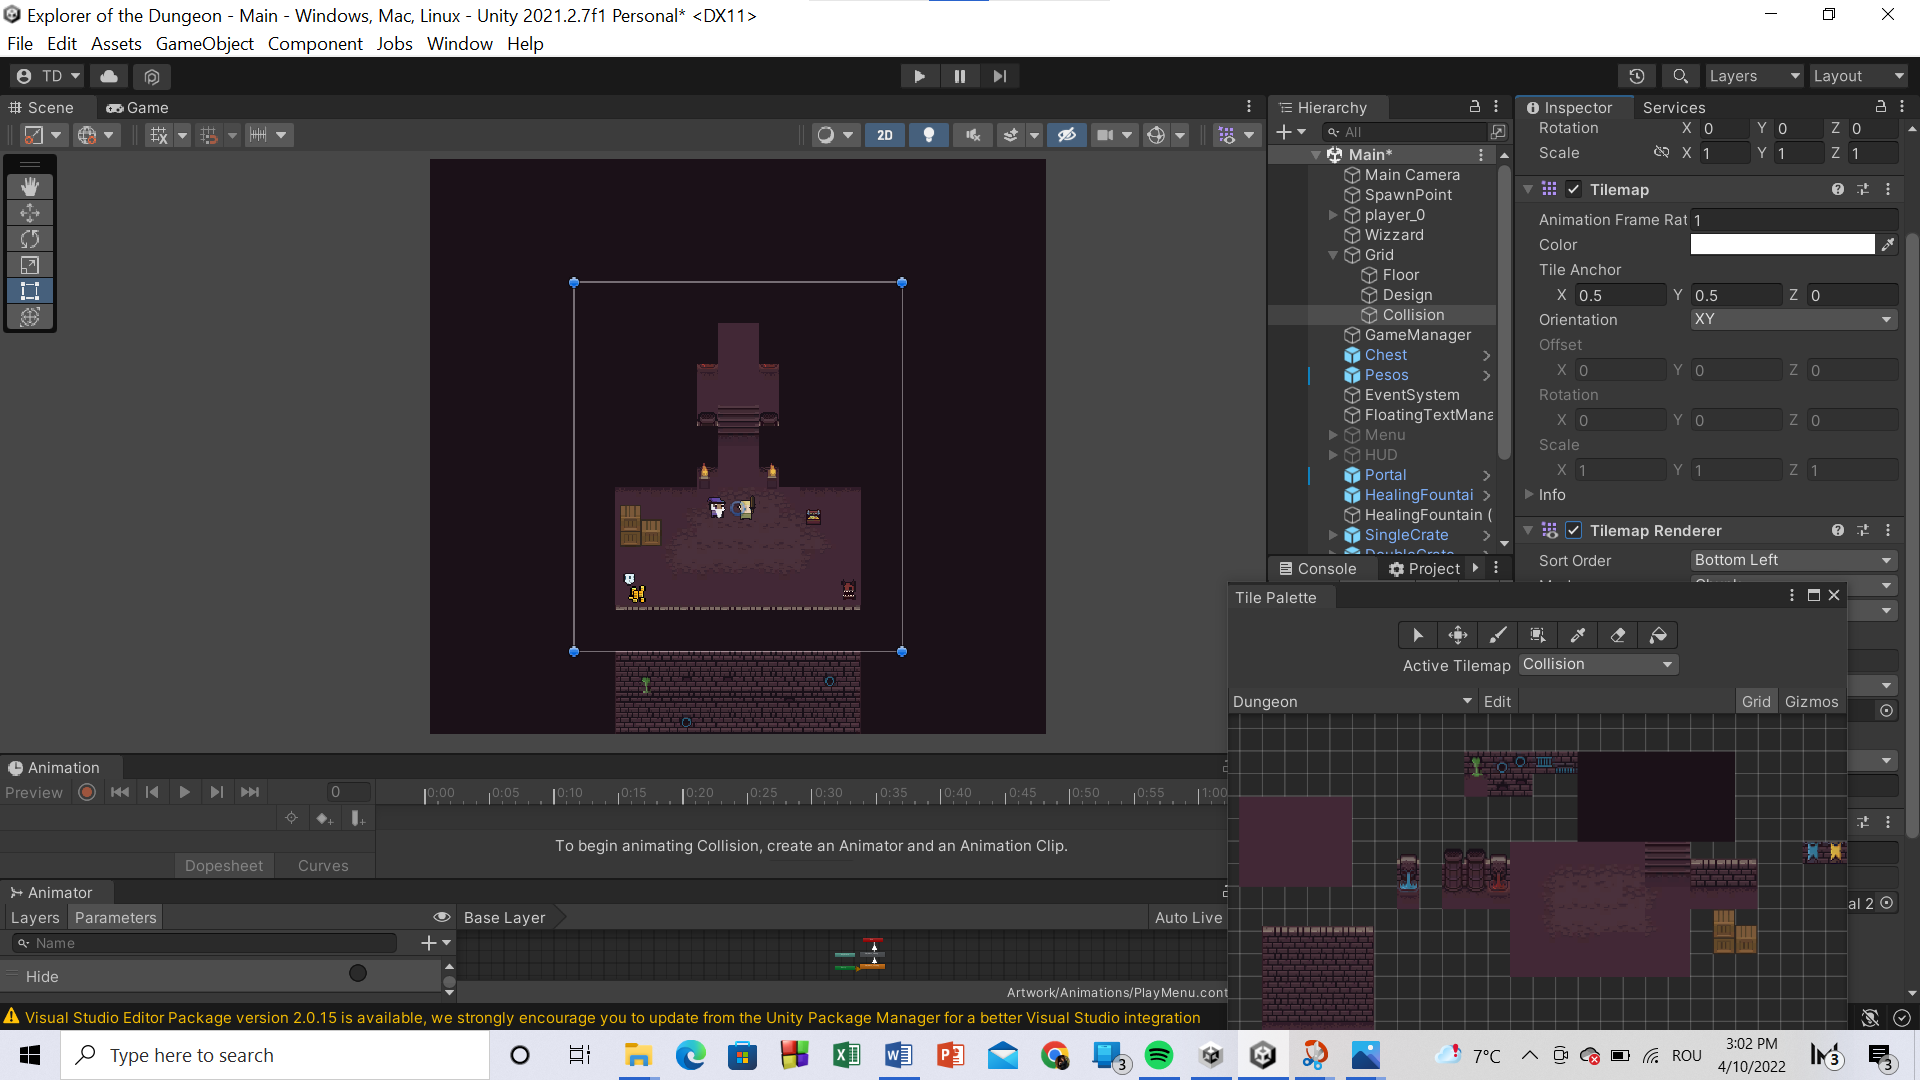 Explorer of the Dungeon - Main - Windows, Mac, Linux - Unity 2021.2.7f1 Personal* <DX11>
File Edit Assets GameObject Component Jobs Window Help
TD Layers Layout
Scene Game Hierarchy Inspector Services
2D All
Rotation X 0 Y 0 Z 0
Scale X 1 Y 1 Z 1
Main*
Main Camera
SpawnPoint
player_0
Wizzard
Grid
Floor
Design
Collision
GameManager
Chest
Pesos
EventSystem
FloatingTextMana
Menu
HUD
Portal
HealingFountai
HealingFountain (
SingleCrate
DoubleCrate
Tilemap
Animation Frame Rat 1
Color
Tile Anchor
X 0.5 Y 0.5 Z 0
Orientation XY
Offset
X 0 Y 0 Z 0
Rotation
X 0 Y 0 Z 0
Scale
X 1 Y 1 Z 1
Info
Tilemap Renderer
Sort Order Bottom Left
Console Project
Tile Palette
Active Tilemap Collision
Dungeon Edit Grid Gizmos
al 2
Animation
Preview 0 0:00 0:05 0:10 0:15 0:20 0:25 0:30 0:35 0:40 0:45 0:50 0:55 1:00
To begin animating Collision, create an Animator and an Animation Clip.
Dopesheet Curves
Animator
Layers Parameters Base Layer Auto Live
Name
Hide
Artwork/Animations/PlayMenu.cont
Visual Studio Editor Package version 2.0.15 is available, we strongly encourage you to update from the Unity Package Manager for a better Visual Studio integration
Type here to search 3 7°C ROU 3:02 PM 3 3
4/10/2022